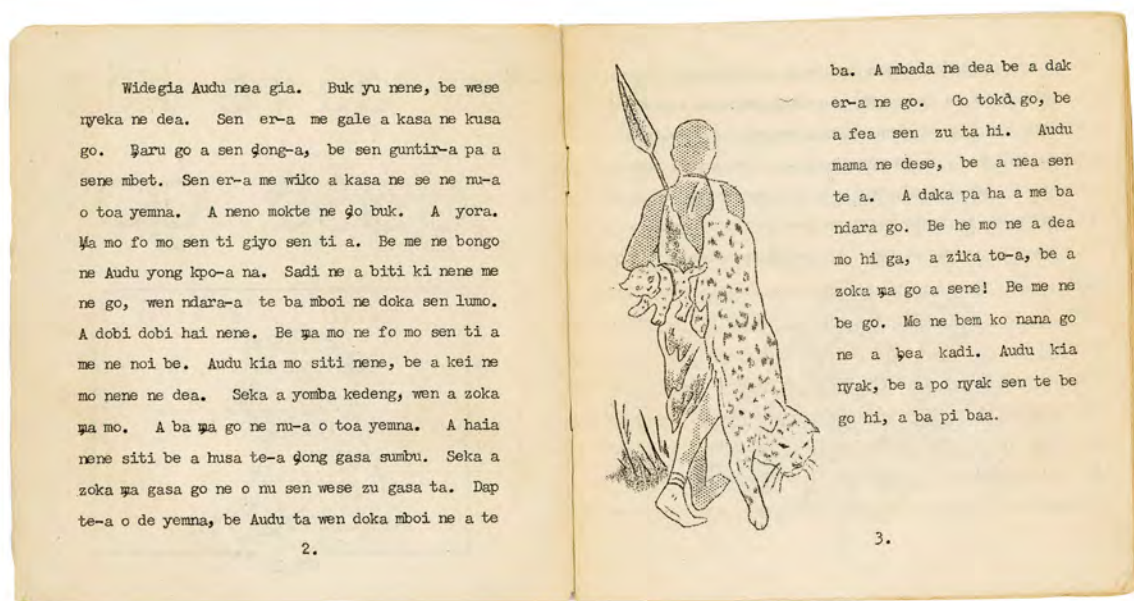 Widegia Audu nea gia. Buk yu nene, be wese
nyeka ne dea. Sen er-a me gale a kasa ne kusa
go. Ɓaru go a sen ɗong-a, be sen guntir-a pa a
sene mbet. Sen er-a me wiko a kasa ne se ne nu-a
o toa yemna. A neno mokte ne ɗo buk. A yora.
Ɓa mo fo mo sen ti giyo sen ti a. Be me ne bongo
ne Audu yong kpo-a na. Sadi ne a biti ki nene me
ne go, wen ndara-a te ba mboi ne doka sen lumo.
A dobi dobi hai nene. Be ɓa mo ne fo mo sen ti a
me ne noi be. Audu kia mo siti nene, be a kei ne
mo nene ne dea. Seka a yomba kedeng, wen a zoka
ɓa mo. A ba ɓa go ne nu-a o toa yemna. A haia
nene siti be a husa te-a ɗong gasa sumbu. Seka a
zoka ɓa gasa go ne o nu sen wese zu gasa ta. Dap
te-a o de yemna, be Audu ta wen doka mboi ne a te
2.
ba. A mbada ne dea be a dak
er-a ne go. Go toka go, be
a fea sen zu ta hi. Audu
mama ne dese, be a nea sen
te a. A daka pa ha a me ba
ndara go. Be he mo ne a dea
mo hi ga, a zika to-a, be a
zoka ɓa go a sene! Be me ne
be go. Me ne bem ko nana go
ne a ɓea kadi. Audu kia
nyak, be a po nyak sen te be
go hi, a ba pi baa.
3.